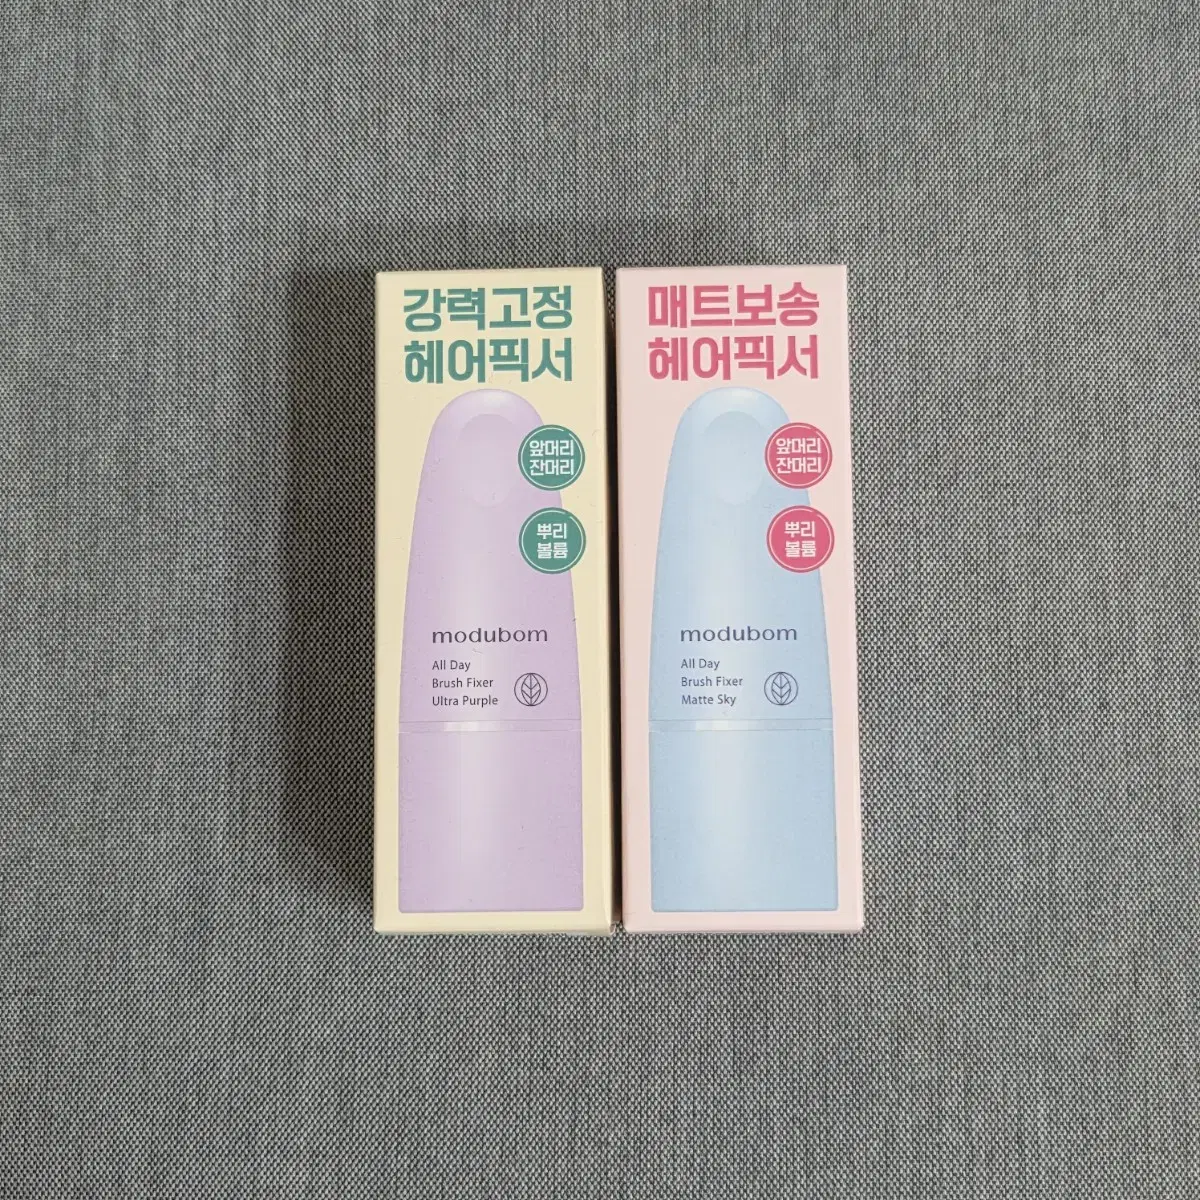 강력고정
헤어픽서
앞머리
잔머리
뿌리
볼륨
modubom
All Day
Brush Fixer
Ultra Purple
매트보송
헤어픽서
앞머리
잔머리
뿌리
볼륨
modubom
All Day
Brush Fixer
Matte Sky